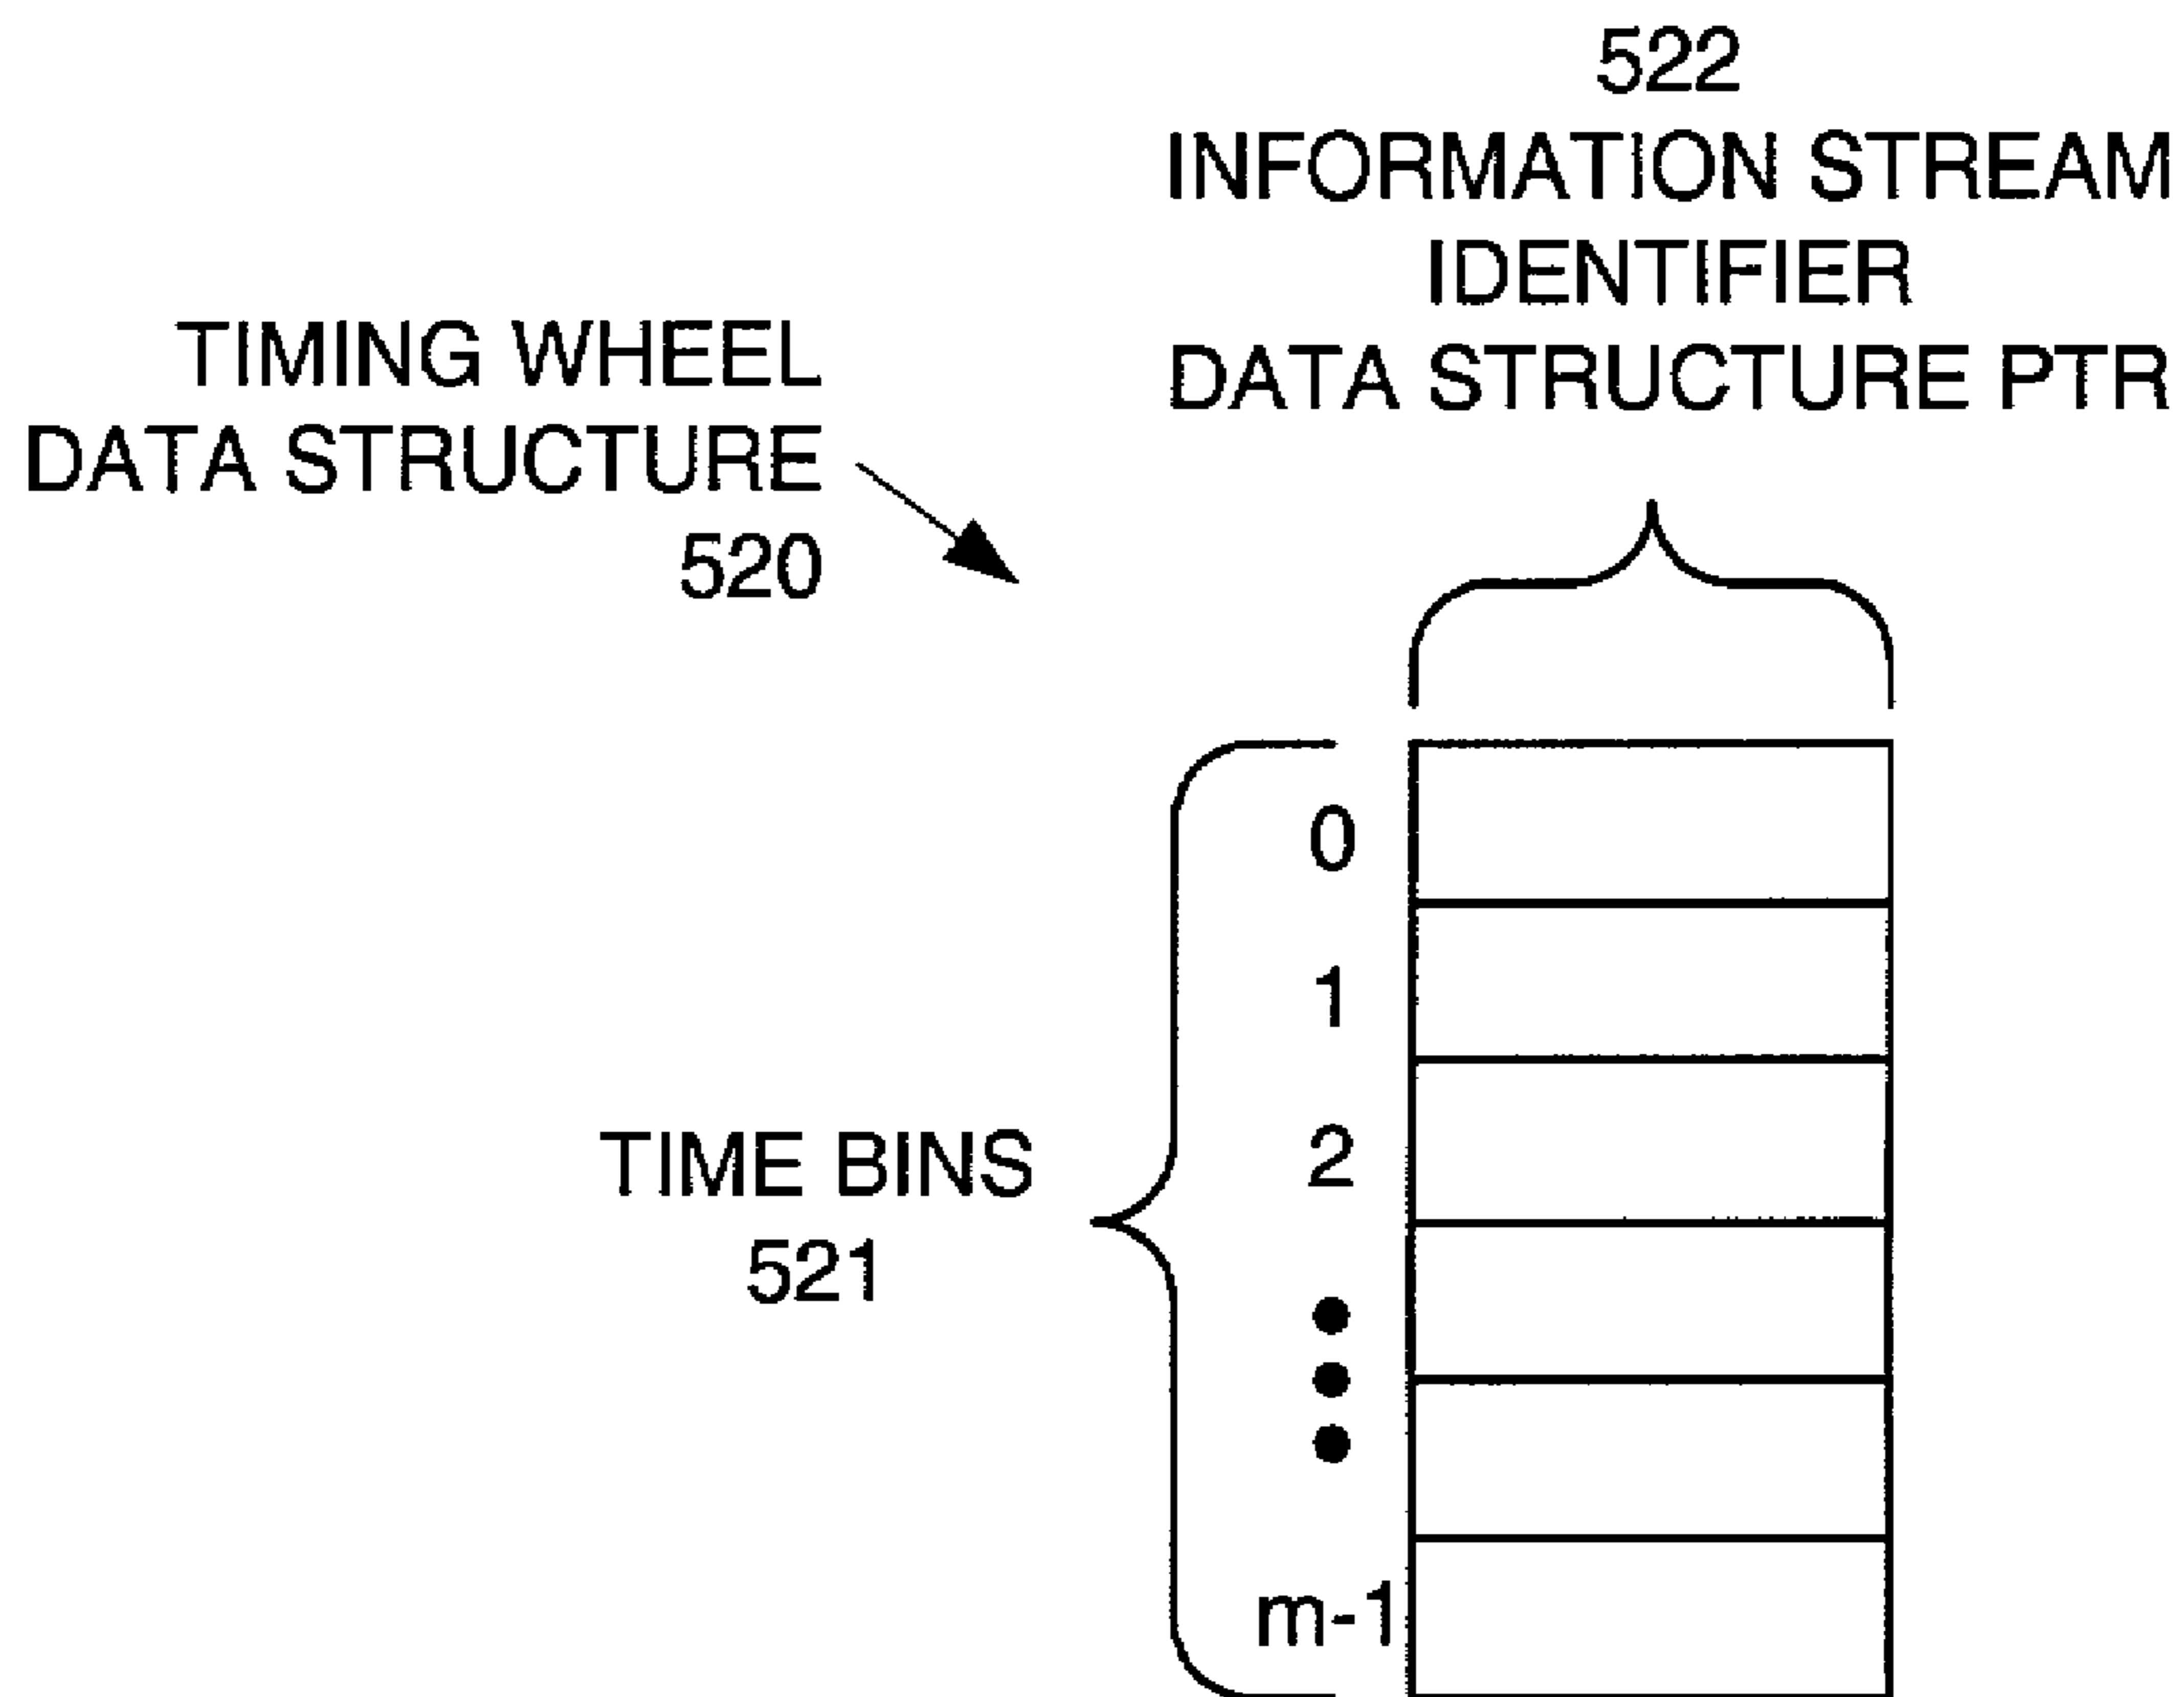 522
INFORMATION STREAM
IDENTIFIER
DATA STRUCTURE PTR
TIMING WHEEL
DATA STRUCTURE
520
0
1
2
TIME BINS
521
m-1